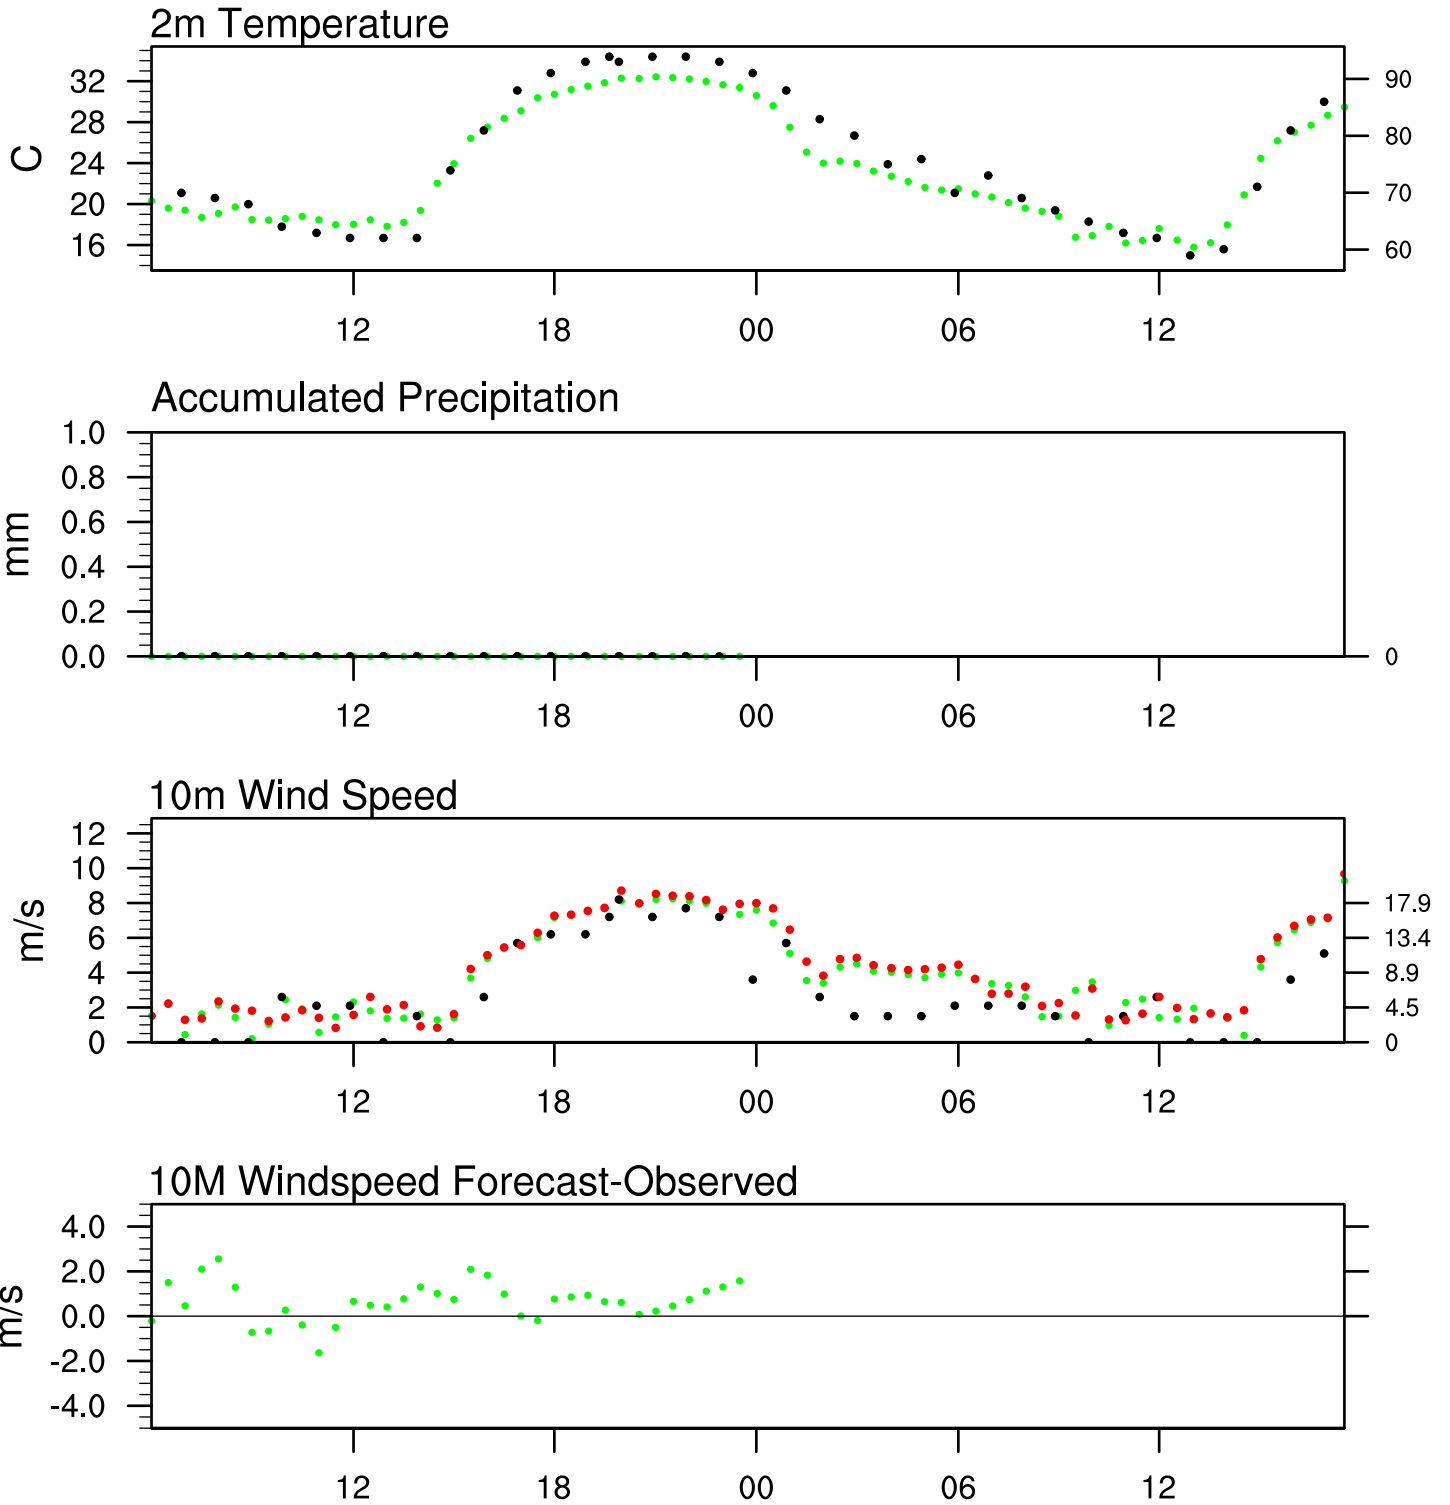 2m Temperature
32
28
24
20
16
C
90
80
70
60
12 18 00 06 12
Accumulated Precipitation
1.0
0.8
0.6
0.4
0.2
0.0
mm
0
12 18 00 06 12
10m Wind Speed
12
10
8
6
4
2
0
m/s
17.9
13.4
8.9
4.5
0
12 18 00 06 12
10M Windspeed Forecast-Observed
4.0
2.0
0.0
-2.0
-4.0
m/s
12 18 00 06 12